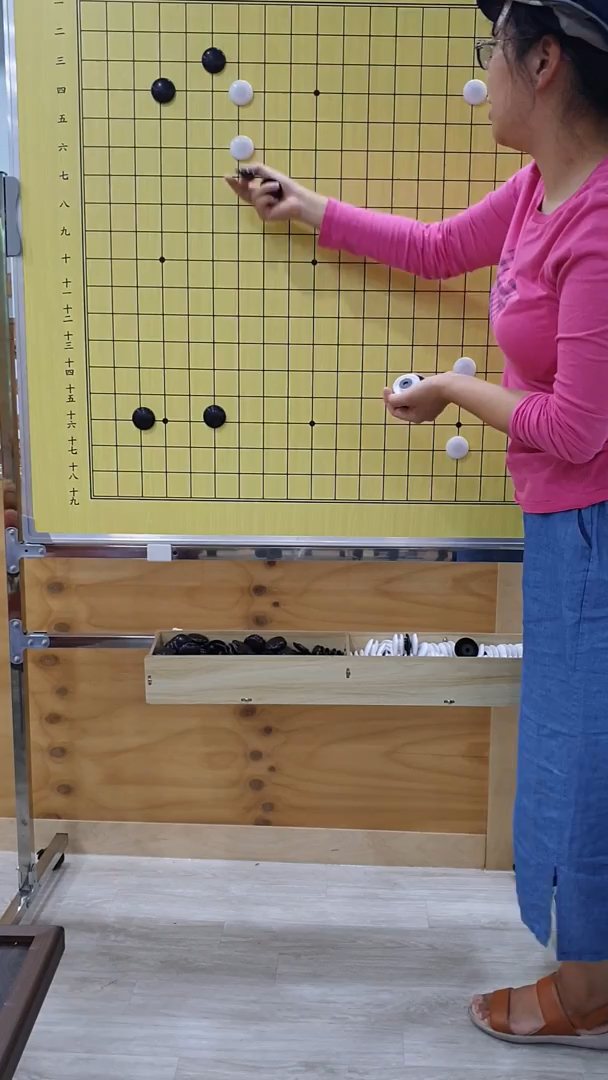 一
二
三
四
五
六
七
八
九
十
十一
十二
十三
十四
十五
十六
十七
十八
十九